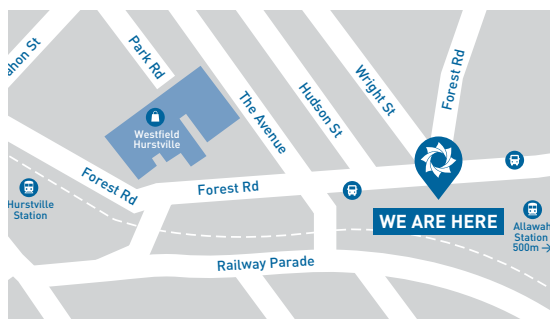 ahon St
Park Rd
The Avenue
Hudson St
Wright St
Forest Rd
Westfield
Hurstville
Forest Rd
Forest Rd
Hurstville
Station
WE ARE HERE
Allawah
Station
500m →
Railway Parade